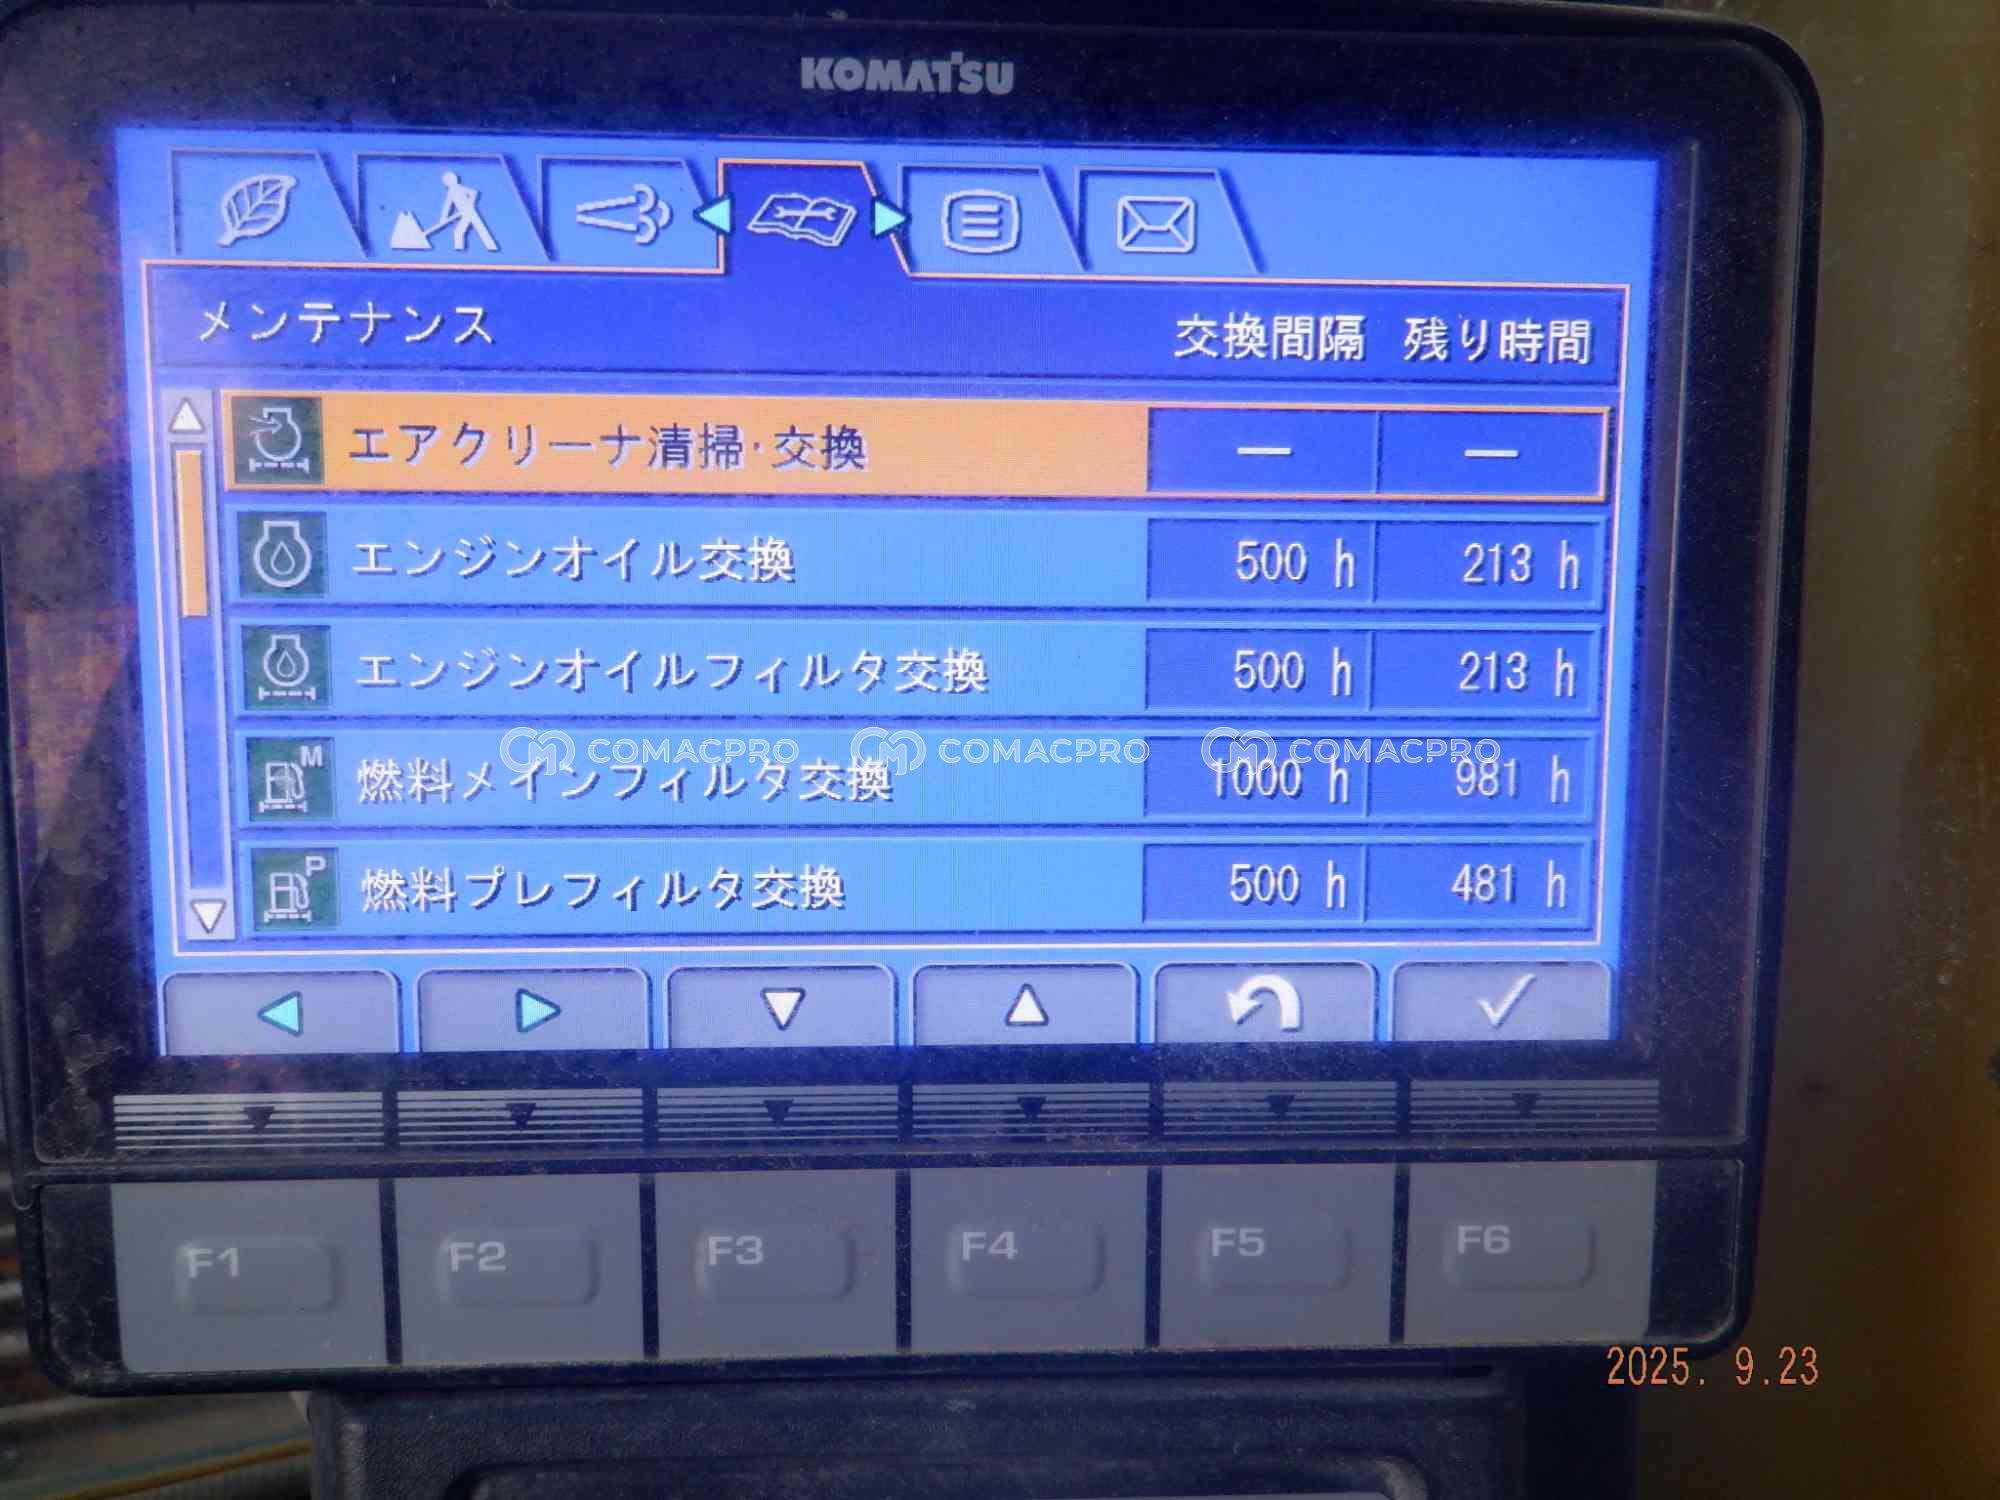 KOMATSU
メンテナンス 交換間隔 残り時間
エアクリーナ清掃・交換 — —
エンジンオイル交換 500 h 213 h
エンジンオイルフィルタ交換 500 h 213 h
COMACPRO COMACPRO COMACPRO
M 燃料メインフィルタ交換 1000 h 981 h
P 燃料プレフィルタ交換 500 h 481 h
F1 F2 F3 F4 F5 F6
2025. 9.23